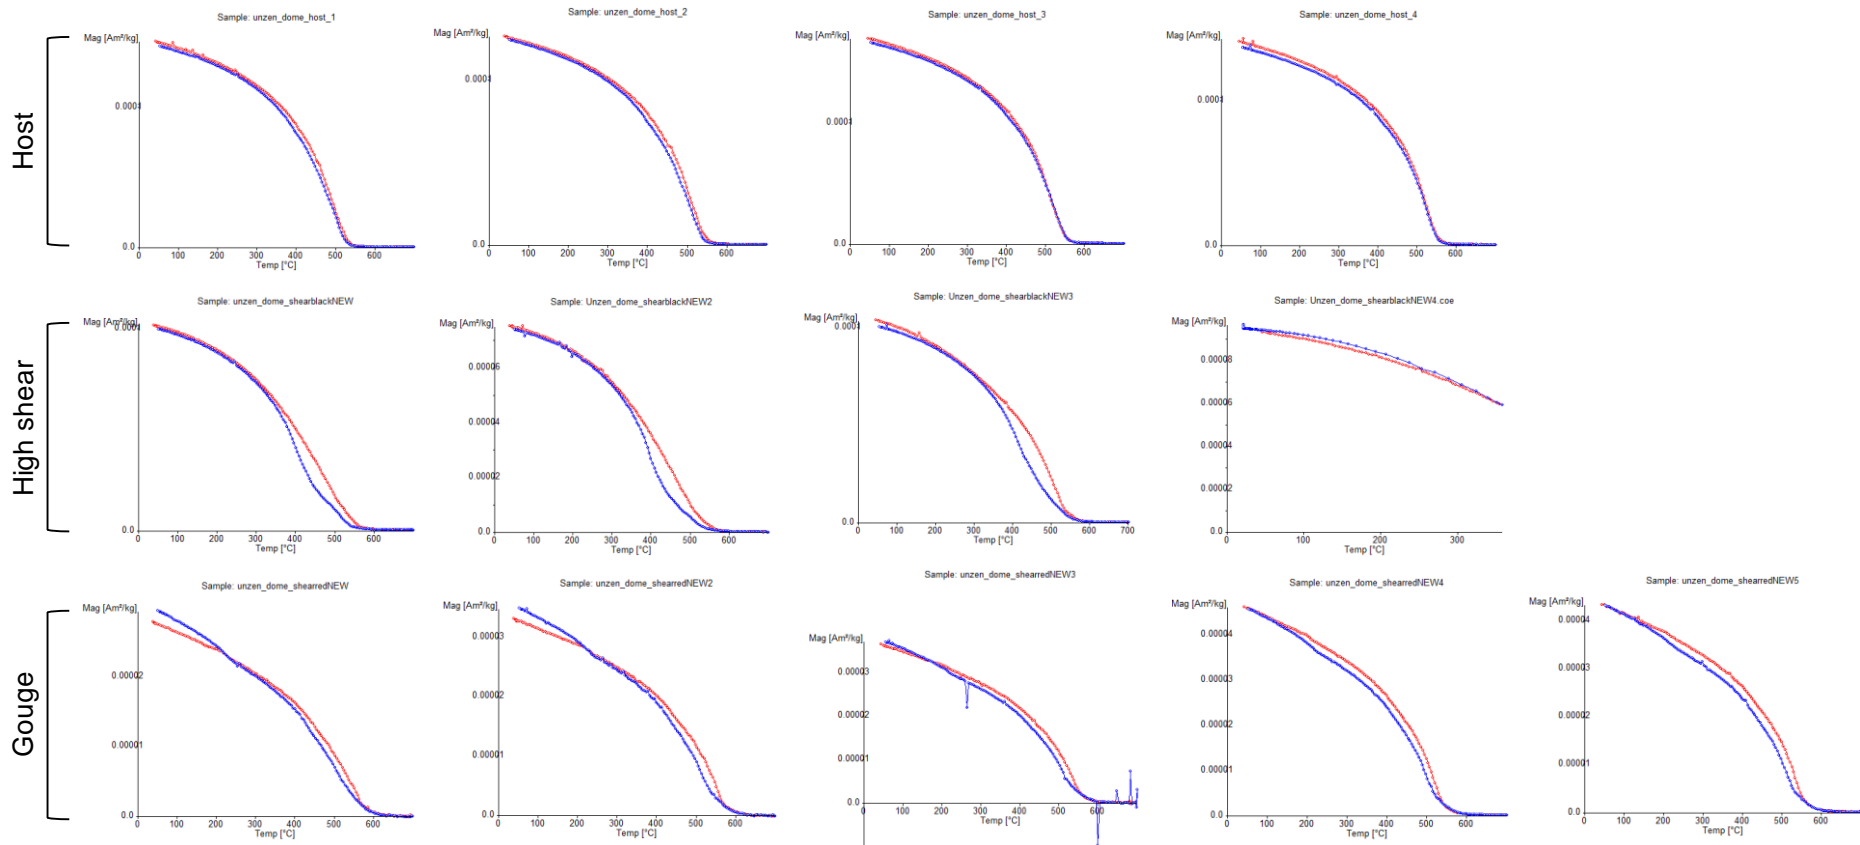 Host
Sample: unzen_dome_host_1
Mag [Am²/kg]
0.0001
0.0
100 200 300 400 500 600
Temp [°C]
Sample: unzen_dome_host_2
Mag [Am²/kg]
0.0001
0.0
0 100 200 300 400 500 600
Temp [°C]
Sample: unzen_dome_host_3
Mag [Am²/kg]
0.0001
0.0
0 100 200 300 400 500 600
Temp [°C]
Sample: unzen_dome_host_4
Mag [Am²/kg]
0.0001
0.0
0 100 200 300 400 500 600
Temp [°C]
High shear
Sample: unzen_dome_shearblackNEW
Mag [Am²/kg]
0.0001
0.0
0 100 200 300 400 500 600
Temp [°C]
Sample: Unzen_dome_shearblackNEW2
Mag [Am²/kg]
0.00006
0.00004
0.00002
0.0
0 100 200 300 400 500 600
Temp [°C]
Sample: Unzen_dome_shearblackNEW3
Mag [Am²/kg]
0.0001
0.0
0 100 200 300 400 500 600 700
Temp [°C]
Sample: Unzen_dome_shearblackNEW4.coe
Mag [Am²/kg]
0.00008
0.00006
0.00004
0.00002
0.0
0 100 200 300
Temp [°C]
Gouge
Sample: unzen_dome_shearredNEW
Mag [Am²/kg]
0.00002
0.00001
0.0
0 100 200 300 400 500 600
Temp [°C]
Sample: unzen_dome_shearredNEW2
Mag [Am²/kg]
0.00003
0.00002
0.00001
0.0
0 100 200 300 400 500 600
Temp [°C]
Sample: unzen_dome_shearredNEW3
Mag [Am²/kg]
0.00003
0.00002
0.00001
0.0
0 100 200 300 400 500 600
Temp [°C]
Sample: unzen_dome_shearredNEW4
Mag [Am²/kg]
0.00004
0.00003
0.00002
0.00001
0.0
0 100 200 300 400 500 600
Temp [°C]
Sample: unzen_dome_shearredNEW5
Mag [Am²/kg]
0.00004
0.00003
0.00002
0.00001
0.0
0 100 200 300 400 500 600
Temp [°C]